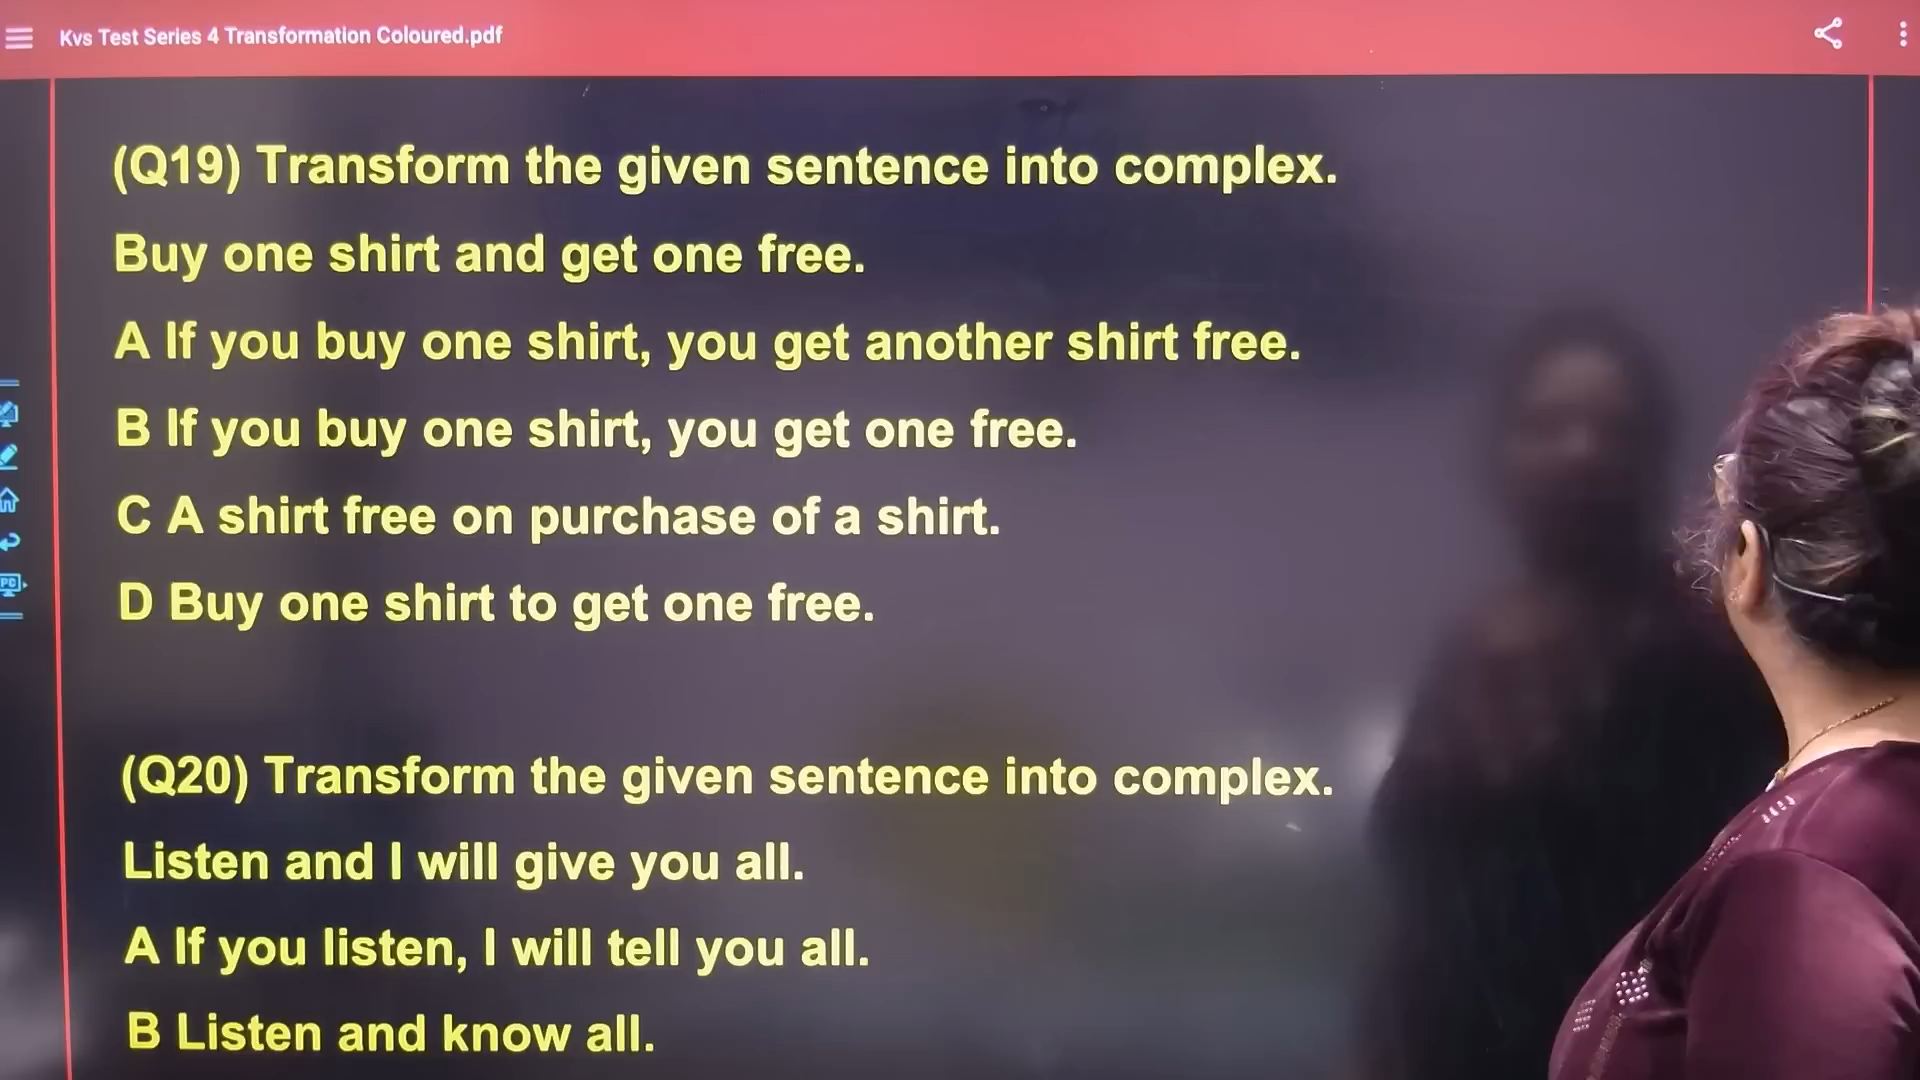 Kvs Test Series 4 Transformation Coloured.pdf
(Q19) Transform the given sentence into complex.
Buy one shirt and get one free.
A If you buy one shirt, you get another shirt free.
B If you buy one shirt, you get one free.
C A shirt free on purchase of a shirt.
D Buy one shirt to get one free.
(Q20) Transform the given sentence into complex.
Listen and I will give you all.
A If you listen, I will tell you all.
B Listen and know all.
PC